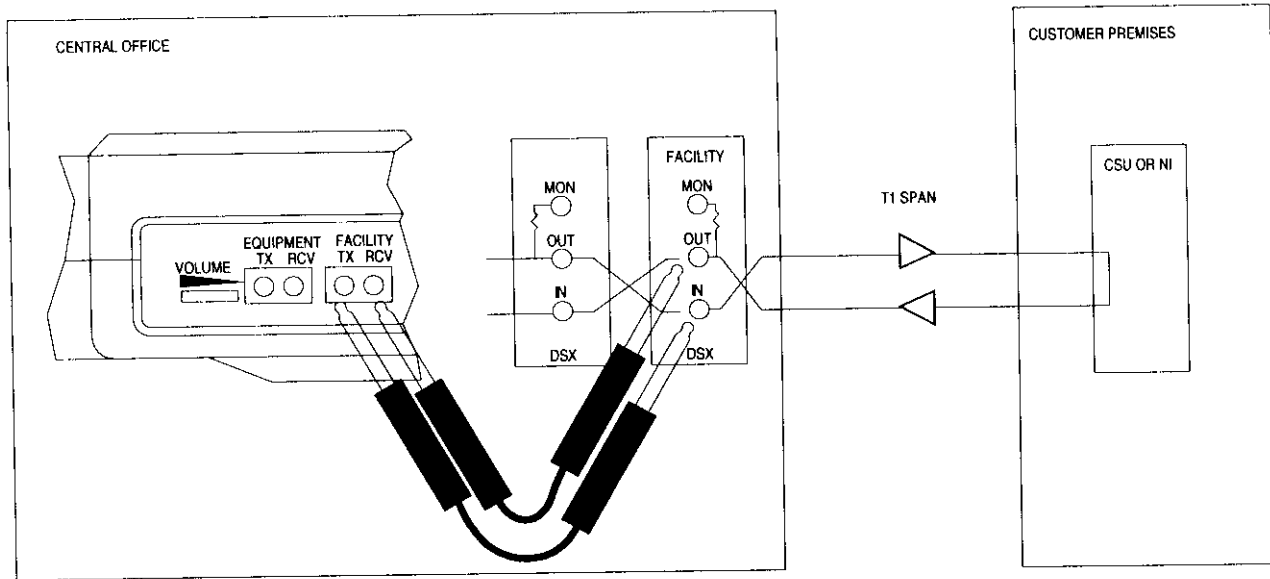 CENTRAL OFFICE
CUSTOMER PREMISES
EQUIPMENT FACILITY
TX RCV TX RCV
VOLUME
MON
OUT
IN
DSX
FACILITY
MON
OUT
IN
DSX
T1 SPAN
CSU OR NI